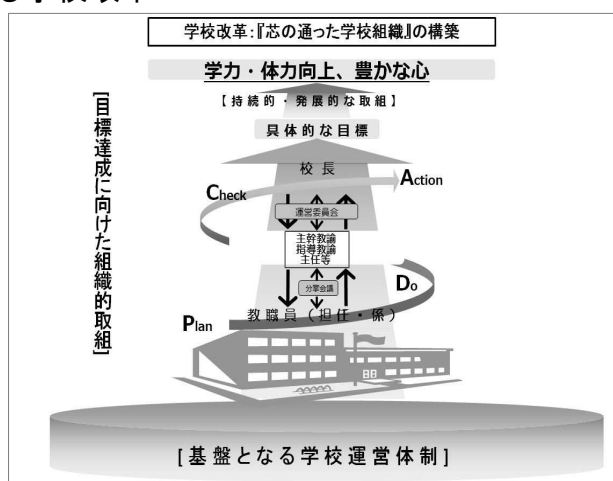 学校改革：『芯の通った学校組織』の構築
学力・体力向上、豊かな心
【持続的・発展的な取組】
具体的な目標
[目標達成に向けた組織的取組]
校長
Check
Action
運営委員会
主幹教諭
指導教諭
主任等
分掌会議
Do
Plan
教職員（担任・係）
[基盤となる学校運営体制]